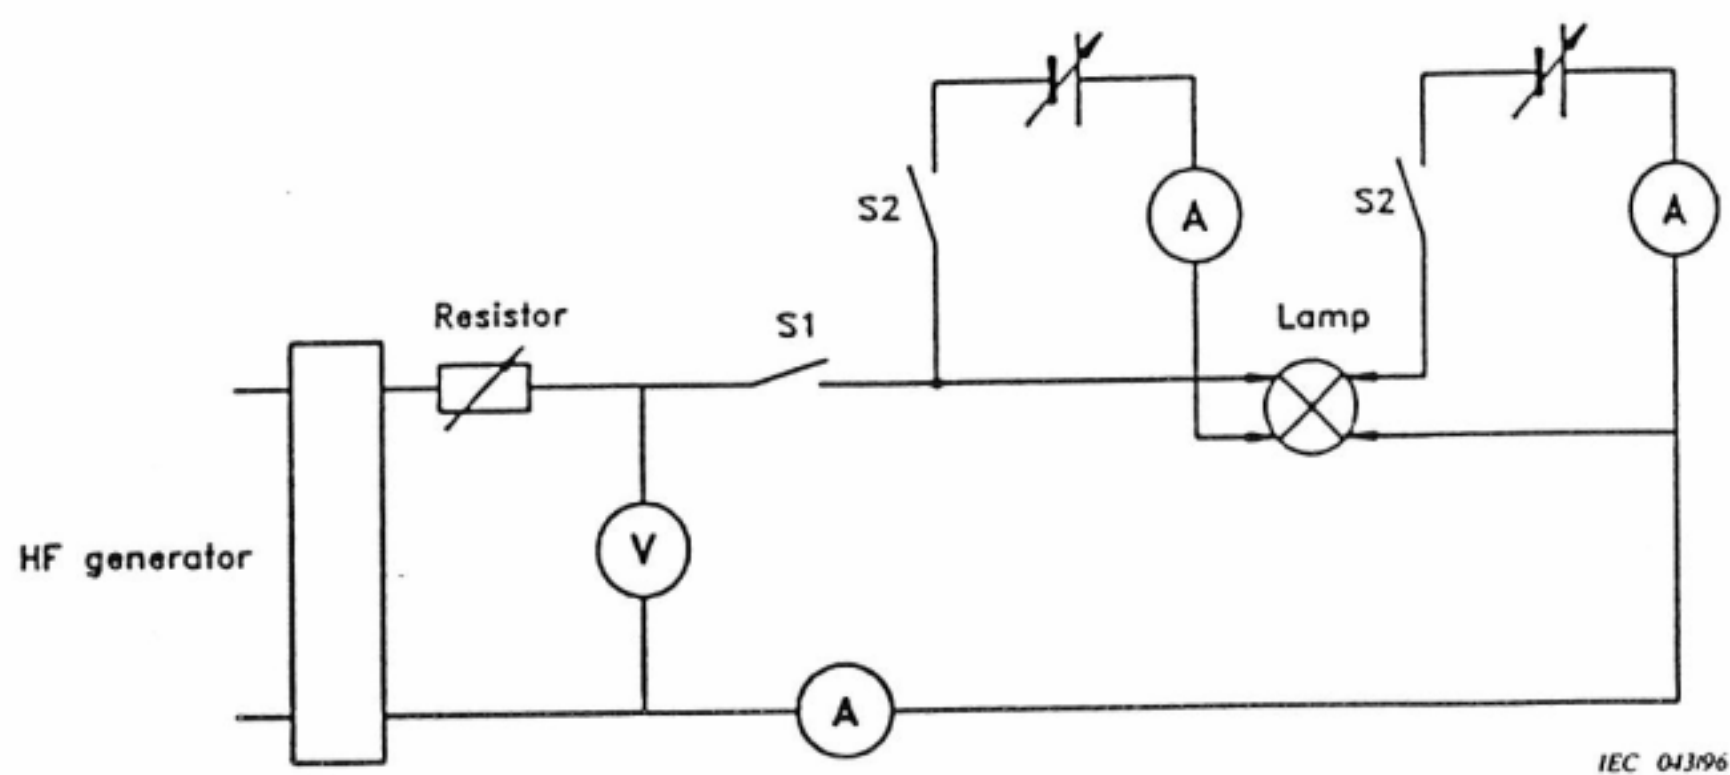 S2
A
S2
A
Resistor
S1
Lamp
V
HF generator
A
IEC 043/96